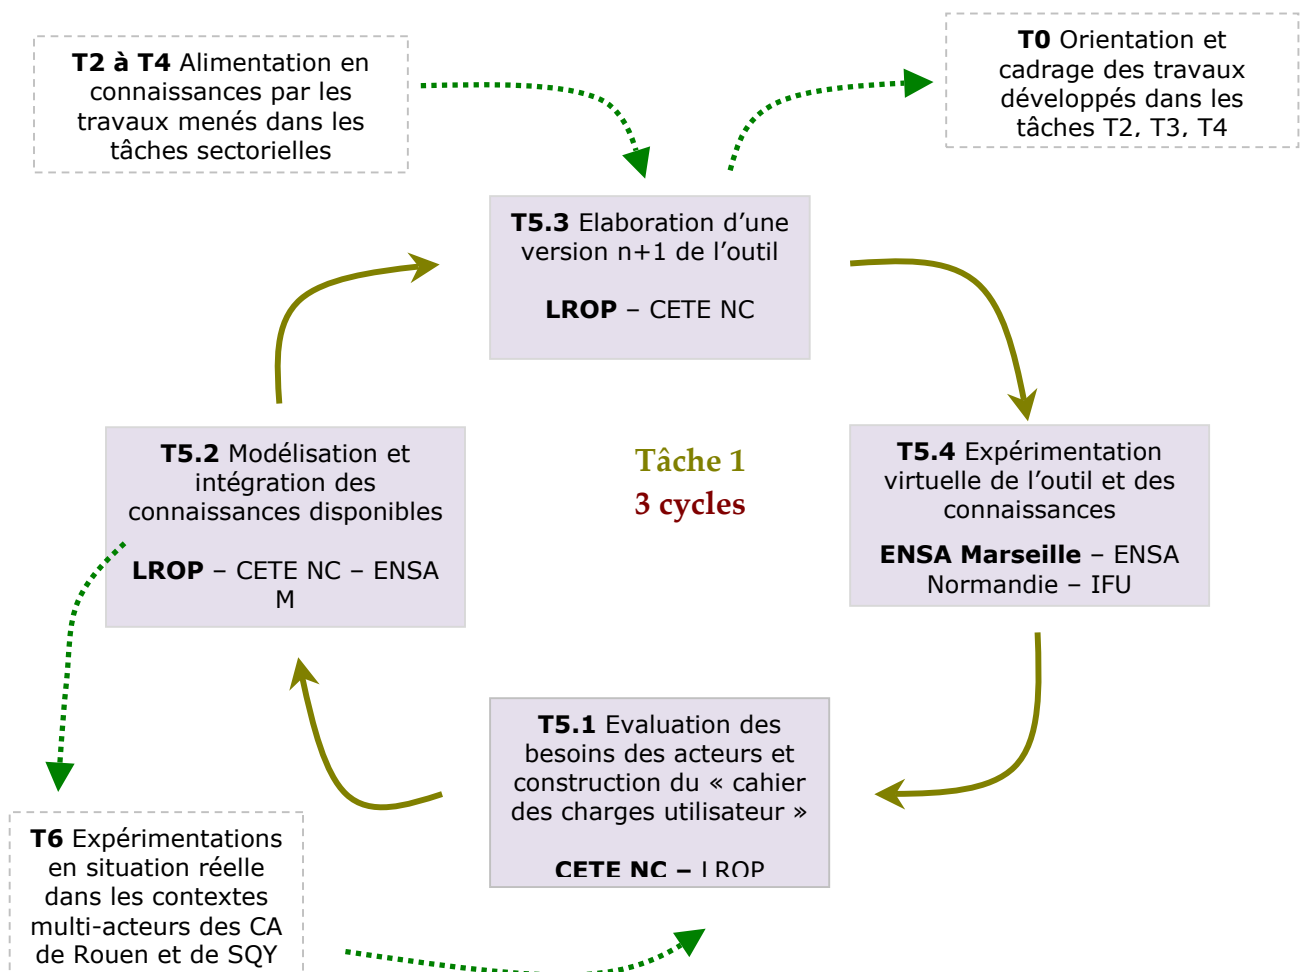 T2 à T4 Alimentation en
connaissances par les
travaux menés dans les
tâches sectorielles
T0 Orientation et
cadrage des travaux
développés dans les
tâches T2, T3, T4
T5.3 Elaboration d’une
version n+1 de l’outil
LROP – CETE NC
T5.2 Modélisation et
intégration des
connaissances disponibles
LROP – CETE NC – ENSA
M
Tâche 1
3 cycles
T5.4 Expérimentation
virtuelle de l’outil et des
connaissances
ENSA Marseille – ENSA
Normandie – IFU
T5.1 Evaluation des
besoins des acteurs et
construction du « cahier
des charges utilisateur »
CETE NC – LROP
T6 Expérimentations
en situation réelle
dans les contextes
multi-acteurs des CA
de Rouen et de SQY